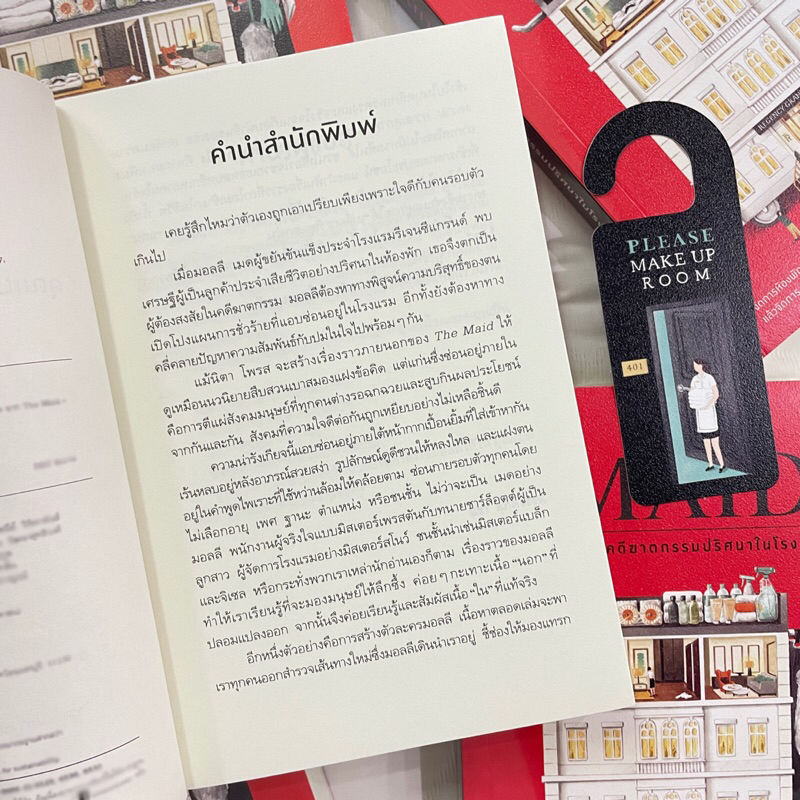 คำนำสำนักพิมพ์
เคยรู้สึกไหมว่าตัวเองถูกเอาเปรียบเพียงเพราะใจดีกับคนรอบตัว
เกินไป
เมื่อมอลลี เมดผู้ขยันขันแข็งประจำโรงแรมรีเจนซีแกรนด์ พบ
เศรษฐีผู้เป็นลูกค้าประจำเสียชีวิตอย่างปริศนาในห้องพัก เธอจึงตกเป็น
ผู้ต้องสงสัยในคดีฆาตกรรม มอลลีต้องหาทางพิสูจน์ความบริสุทธิ์ของตน
เปิดโปงแผนการชั่วร้ายที่แอบซ่อนอยู่ในโรงแรม อีกทั้งยังต้องหาทาง
คลี่คลายปัญหาความสัมพันธ์กับปมในใจไปพร้อมๆ กัน
แม้นิตา โพรส จะสร้างเรื่องราวภายนอกของ The Maid ให้
ดูเหมือนนวนิยายสืบสวนเบาสมองแฝงข้อคิด แต่แก่นซึ่งซ่อนอยู่ภายใน
คือการตีแผ่สังคมมนุษย์ที่ทุกคนต่างรอฉกฉวยและสูบกินผลประโยชน์
จากกันและกัน สังคมที่ความใจดีต่อกันถูกเหยียบอย่างไม่เหลือชิ้นดี
ความน่ารังเกียจนี้แอบซ่อนอยู่ภายใต้หน้ากากเปื้อนยิ้มที่ใส่เข้าหากัน
เร้นหลบอยู่หลังอาภรณ์สวยสง่า รูปลักษณ์ดูดีชวนให้หลงใหล และแฝงตน
อยู่ในคำพูดไพเราะที่ใช้หว่านล้อมให้คล้อยตาม ซ่อนกายรอบตัวทุกคนโดย
ไม่เลือกอายุ เพศ ฐานะ ตำแหน่ง หรือชนชั้น ไม่ว่าจะเป็น เมดอย่าง
มอลลี พนักงานผู้จริงใจแบบมิสเตอร์เพรสตันกับทนายชาร์ล็อตต์ผู้เป็น
ลูกสาว ผู้จัดการโรงแรมอย่างมิสเตอร์สโนว์ ชนชั้นนำเช่นมิสเตอร์แบล็ก
และจิเซล หรือกระทั่งพวกเราเหล่านักอ่านเองก็ตาม เรื่องราวของมอลลี
ทำให้เราเรียนรู้ที่จะมองมนุษย์ให้ลึกซึ้ง ค่อยๆ กะเทาะเนื้อ “นอก” ที่
ปลอมแปลงออก จากนั้นจึงค่อยเรียนรู้และสัมผัสเนื้อ “ใน” ที่แท้จริง
อีกหนึ่งตัวอย่างคือการสร้างตัวละครมอลลี เนื้อหาตลอดเล่มจะพา
เราทุกคนออกสำรวจเส้นทางใหม่ซึ่งมอลลีเดินนำเราอยู่ ชี้ช่องให้มองแทรก
PLEASE
MAKE UP
ROOM
401
MAID
คดีฆาตกรรมปริศนาในโรง